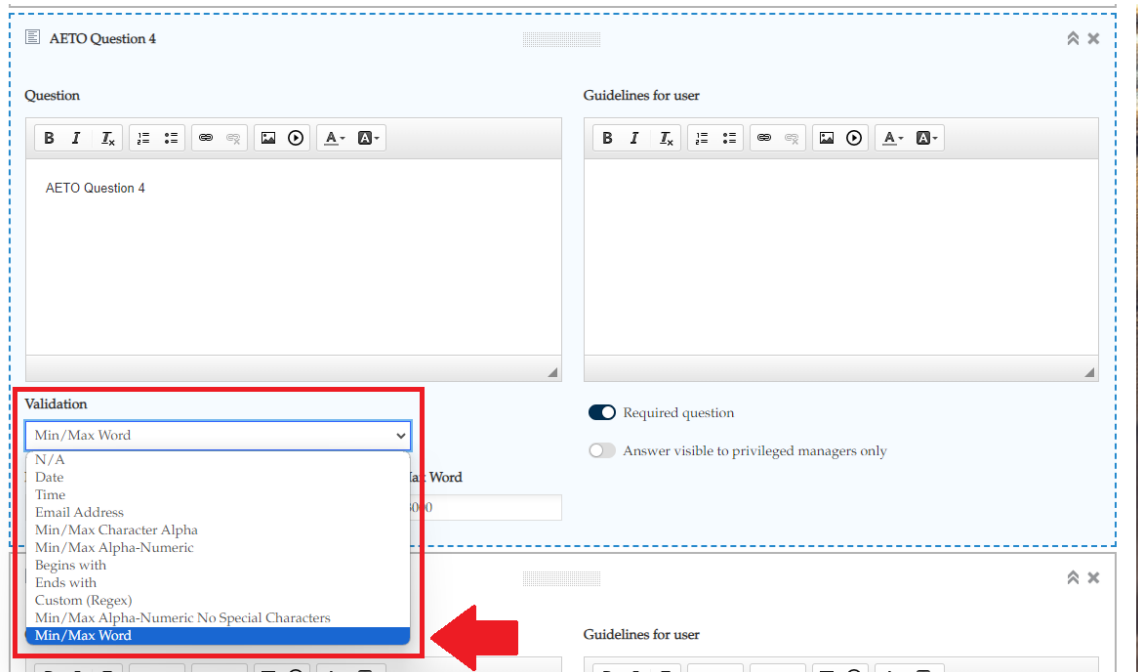 AETO Question 4
Question
Guidelines for user
AETO Question 4
Validation
Min/Max Word
N/A
Date
Time
Email Address
Min/Max Character Alpha
Min/Max Alpha-Numeric
Begins with
Ends with
Custom (Regex)
Min/Max Alpha-Numeric No Special Characters
Min/Max Word
Required question
Answer visible to privileged managers only
Word
Guidelines for user